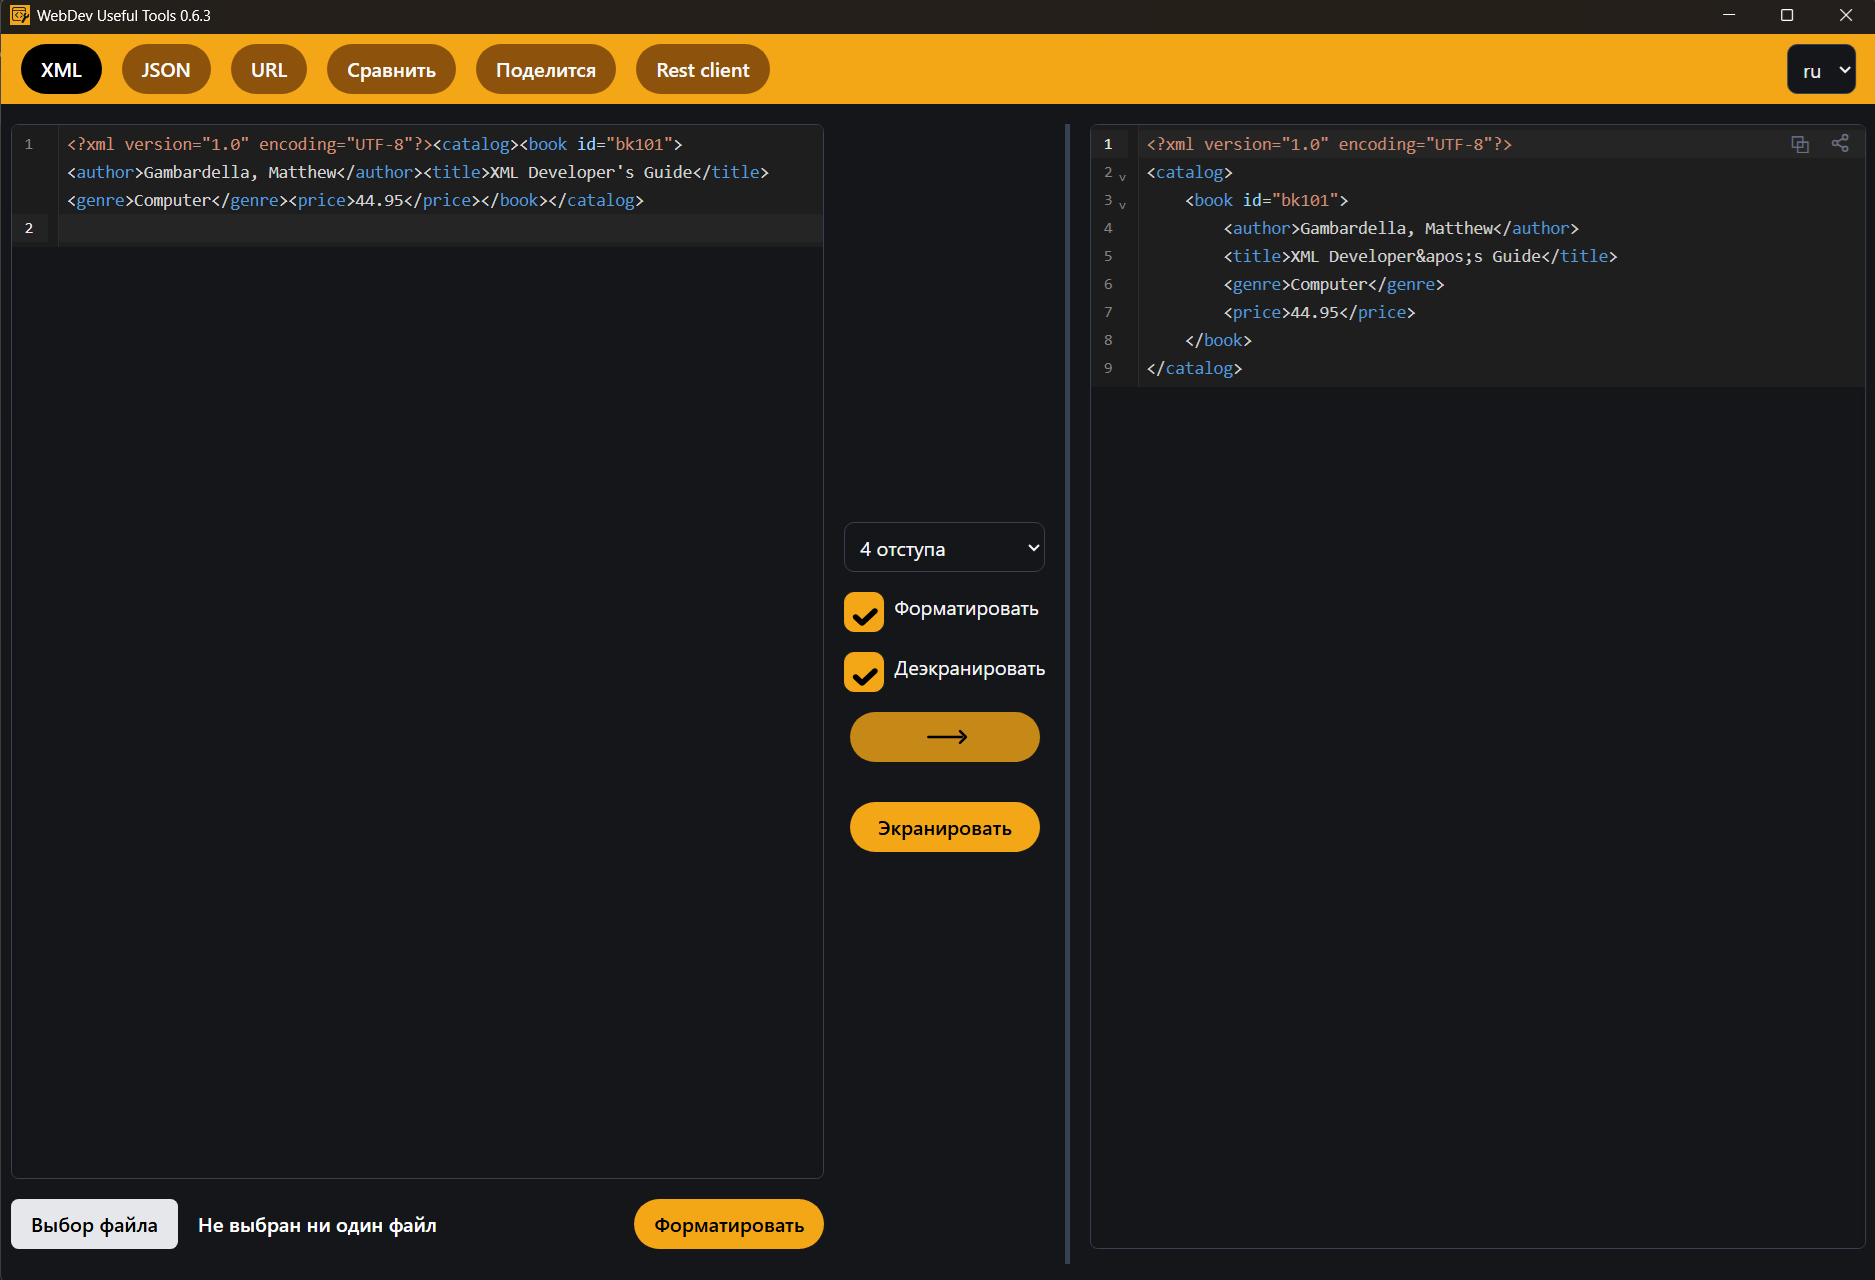 WebDev Useful Tools 0.6.3
XML
JSON
URL
Сравнить
Поделится
Rest client
ru
1
<?xml version="1.0" encoding="UTF-8"?><catalog><book id="bk101">
<author>Gambardella, Matthew</author><title>XML Developer's Guide</title>
<genre>Computer</genre><price>44.95</price></book></catalog>
2
4 отступа
Форматировать
Деэкранировать
Экранировать
1 <?xml version="1.0" encoding="UTF-8"?>
2 <catalog>
3     <book id="bk101">
4         <author>Gambardella, Matthew</author>
5         <title>XML Developer&apos;s Guide</title>
6         <genre>Computer</genre>
7         <price>44.95</price>
8     </book>
9 </catalog>
Выбор файла
Не выбран ни один файл
Форматировать